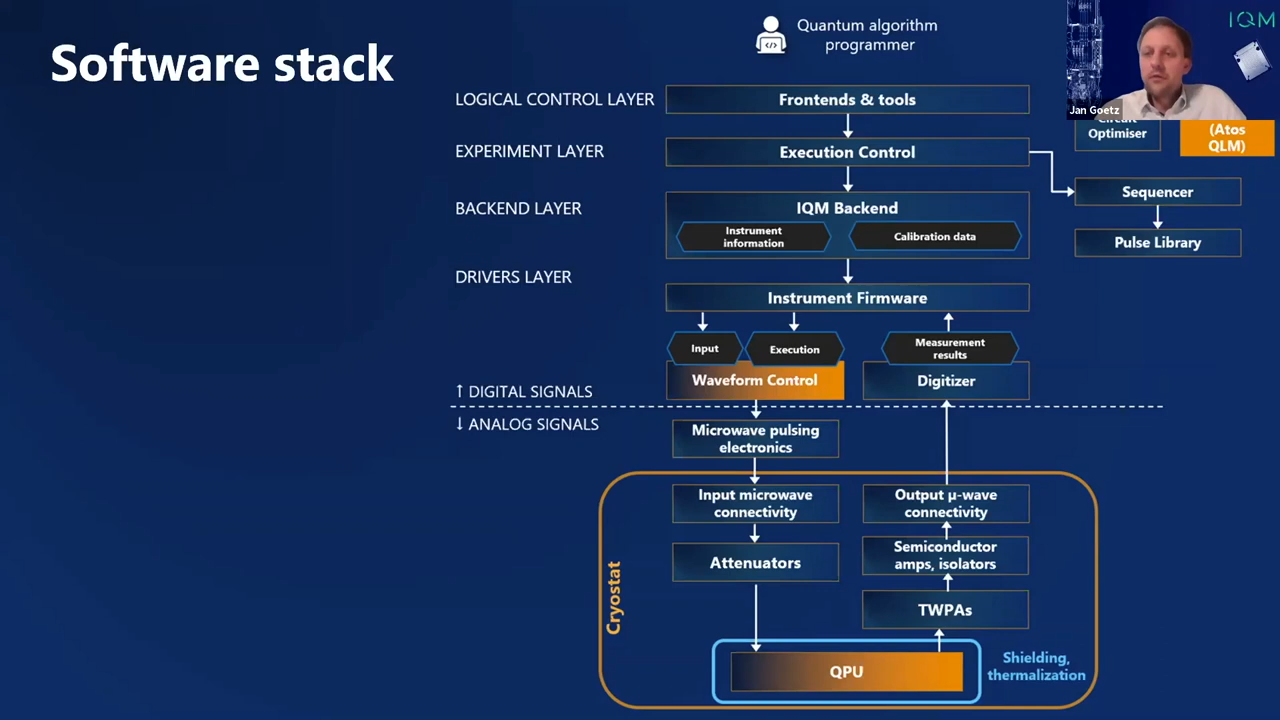 Software stack
Quantum algorithm
programmer
IQM
Jan Goetz
LOGICAL CONTROL LAYER
Frontends & tools
Circuit
Optimiser
(Atos
QLM)
EXPERIMENT LAYER
Execution Control
Sequencer
Pulse Library
BACKEND LAYER
IQM Backend
Instrument
information
Calibration data
DRIVERS LAYER
Instrument Firmware
Input
Execution
Measurement
results
Waveform Control
Digitizer
↑ DIGITAL SIGNALS
↓ ANALOG SIGNALS
Microwave pulsing
electronics
Cryostat
Input microwave
connectivity
Output µ-wave
connectivity
Attenuators
Semiconductor
amps, isolators
TWPAs
QPU
Shielding,
thermalization